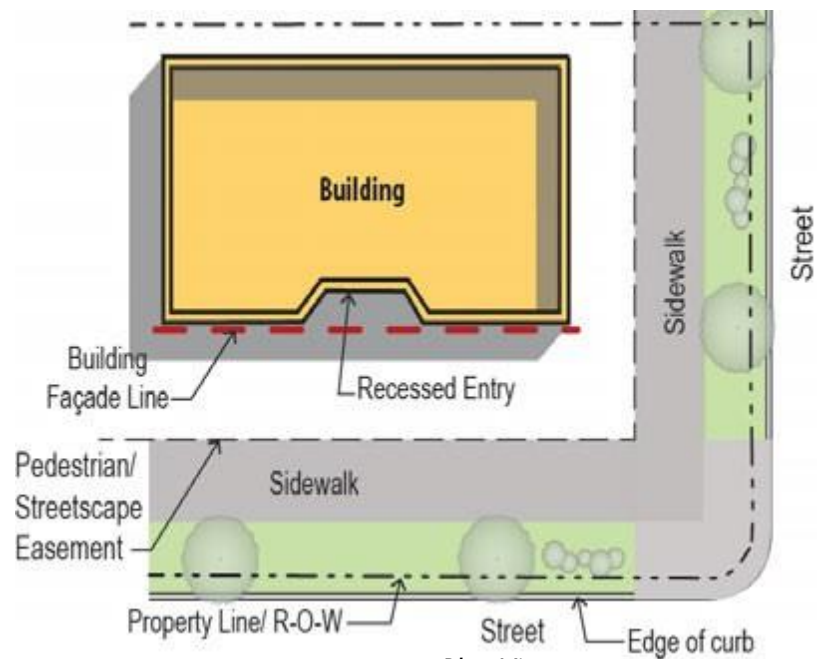 Building
Street
Sidewalk
Building
Façade Line
Recessed Entry
Pedestrian/
Streetscape
Easement
Sidewalk
Property Line/ R-O-W
Street
Edge of curb